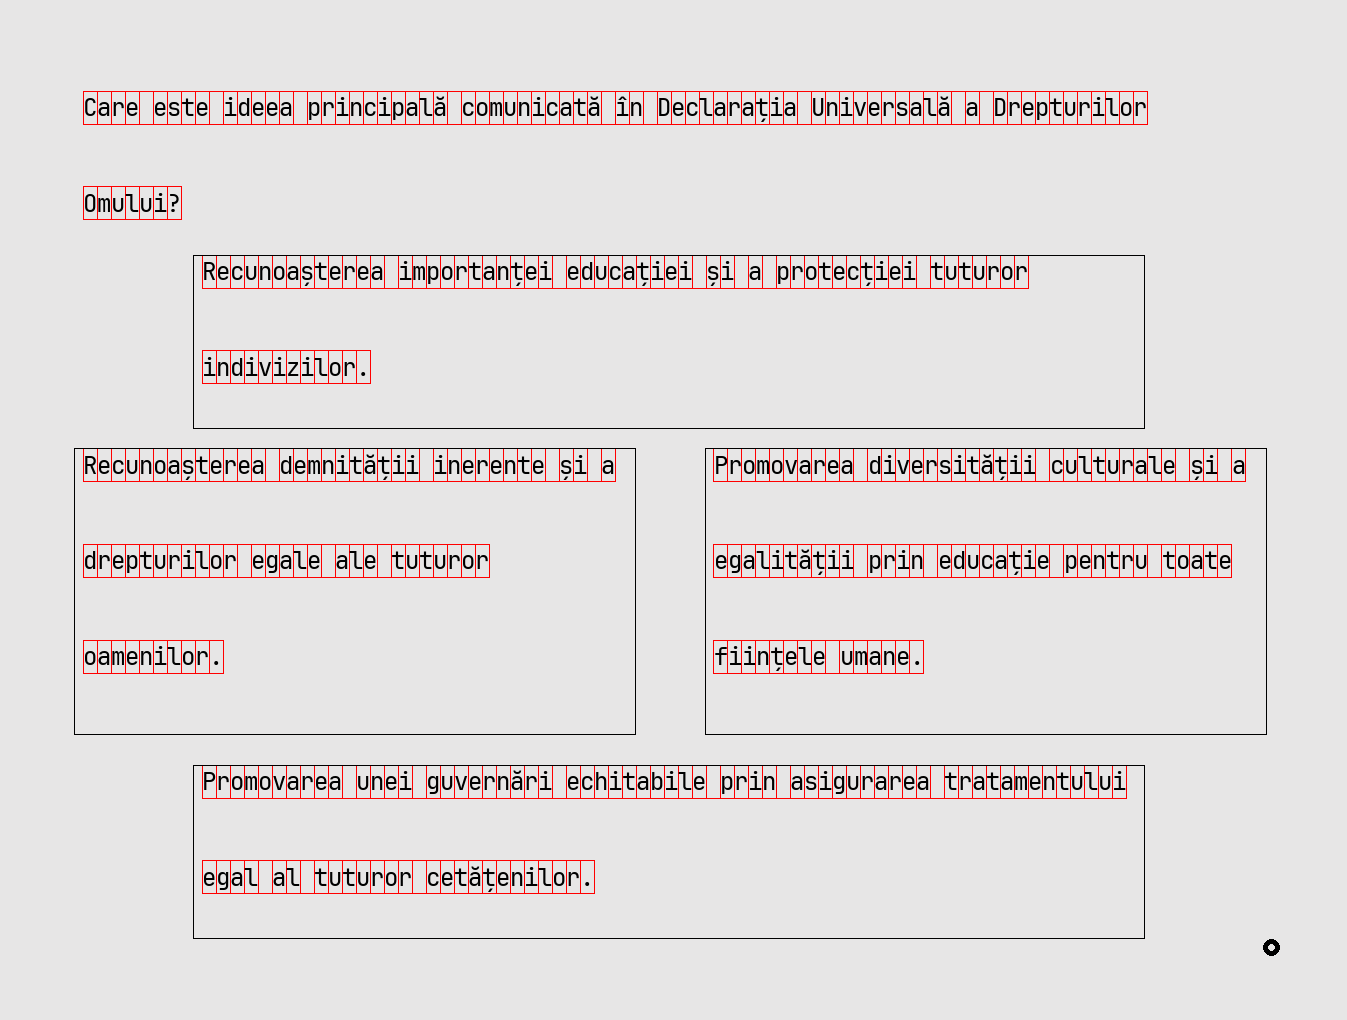 Care este ideea principală comunicată în Declarația Universală a Drepturilor
Omului?
Recunoașterea importanței educației și a protecției tuturor
indivizilor.
Recunoașterea demnității inerente și a
drepturilor egale ale tuturor
oamenilor.
Promovarea diversității culturale și a
egalității prin educație pentru toate
ființele umane.
Promovarea unei guvernări echitabile prin asigurarea tratamentului
egal al tuturor cetățenilor.